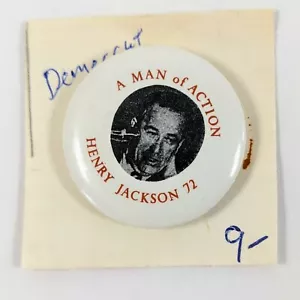 Democrat
A MAN of ACTION
HENRY JACKSON 72
9-